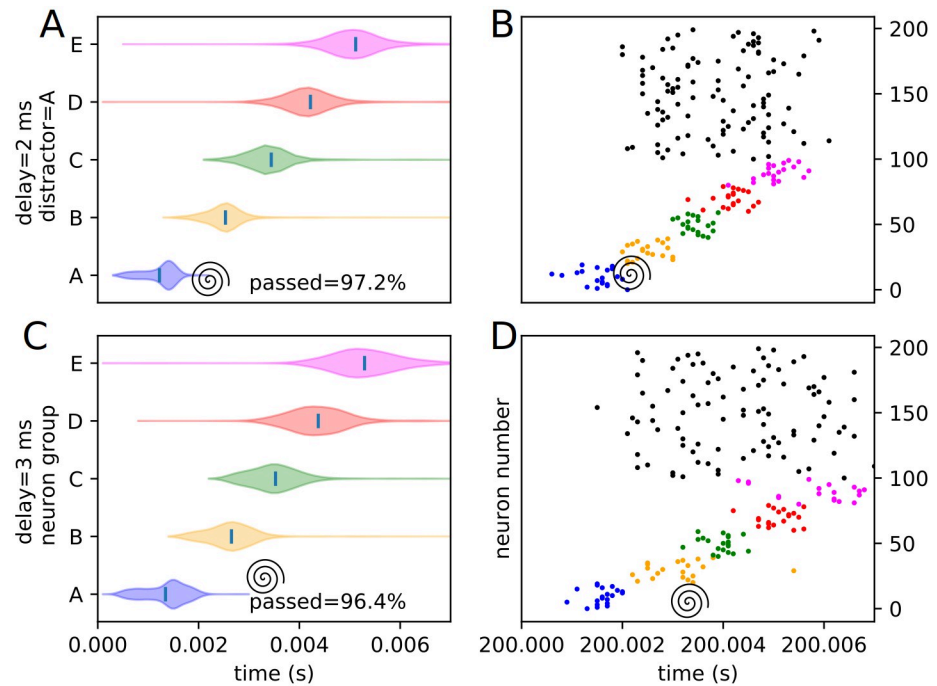 A
B
delay=2 ms
distractor=A
E
D
C
B
A
passed=97.2%
200
150
100
50
0
C
D
delay=3 ms
neuron group
E
D
C
B
A
passed=96.4%
0.000 0.002 0.004 0.006
time (s)
neuron number
200
150
100
50
0
200.000 200.002 200.004 200.006
time (s)